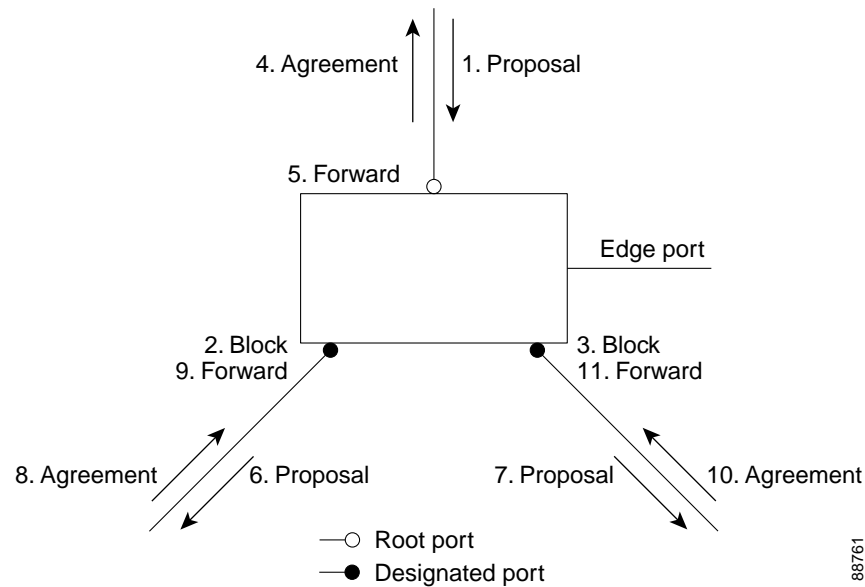 4. Agreement
1. Proposal
5. Forward
Edge port
2. Block
9. Forward
3. Block
11. Forward
8. Agreement
6. Proposal
7. Proposal
10. Agreement
Root port
Designated port
88761